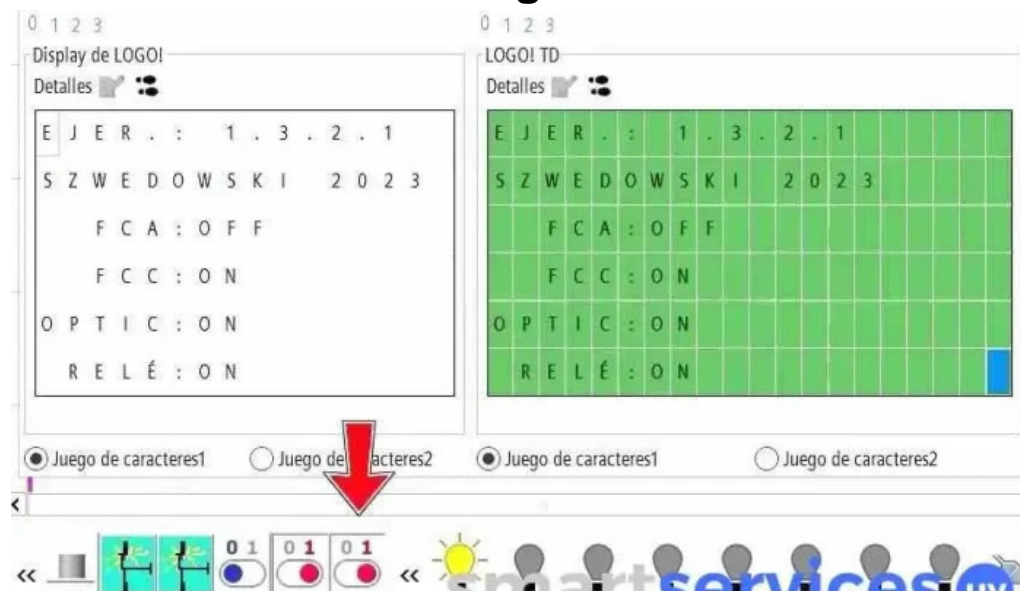 0 1 2 3
Display de LOGO!
Detalles
EJER.: 1.3.2.1
SZWEDOWSKI 2023
FCA:OFF
FCC:ON
OPTIC:ON
RELÉ:ON
Juego de caracteres1
Juego de acteres2
0 1 2 3
LOGO! TD
Detalles
EJER.: 1.3.2.1
SZWEDOWSKI 2023
FCA:OFF
FCC:ON
OPTIC:ON
RELÉ:ON
Juego de caracteres1
Juego de caracteres2
« 0 1 0 1 0 1 «
smartservices uy